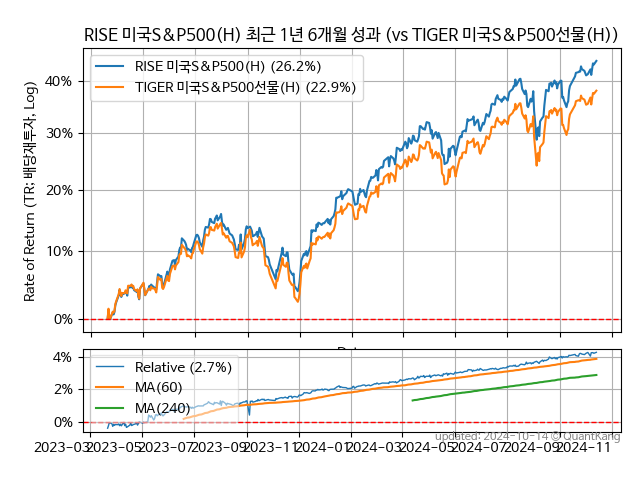 RISE 미국S&P500(H) 최근 1년 6개월 성과 (vs TIGER 미국S&P500선물(H))
RISE 미국S&P500(H) (26.2%)
TIGER 미국S&P500선물(H) (22.9%)
Rate of Return (TR: 배당재투자, Log)
40%
30%
20%
10%
0%
Relative (2.7%)
MA(60)
MA(240)
4%
2%
0%
2023-03 2023-05 2023-07 2023-09 2023-11 2024-01 2024-03 2024-05 2024-07 2024-09 2024-11
updated: 2024-10-14 © QuantKang